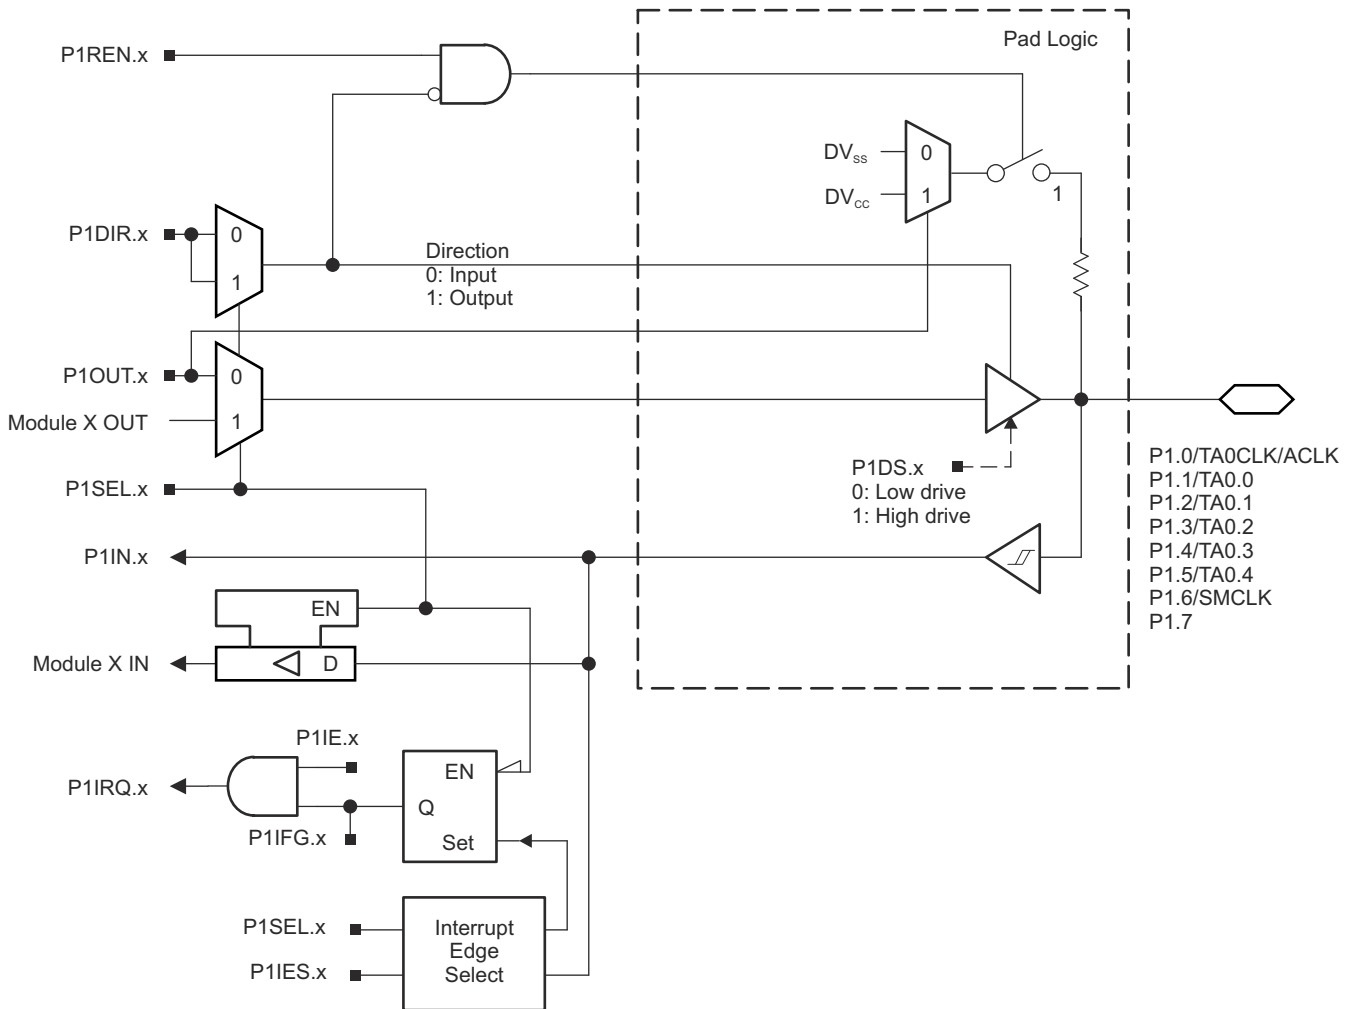 Pad Logic
P1REN.x
DVSS
0
DVCC
1
1
P1DIR.x
0
1
Direction
0: Input
1: Output
P1OUT.x
0
Module X OUT
1
P1DS.x
0: Low drive
1: High drive
P1SEL.x
P1.0/TA0CLK/ACLK
P1.1/TA0.0
P1.2/TA0.1
P1.3/TA0.2
P1.4/TA0.3
P1.5/TA0.4
P1.6/SMCLK
P1.7
P1IN.x
EN
Module X IN
D
P1IE.x
EN
P1IRQ.x
Q
P1IFG.x
Set
P1SEL.x
Interrupt
Edge
Select
P1IES.x